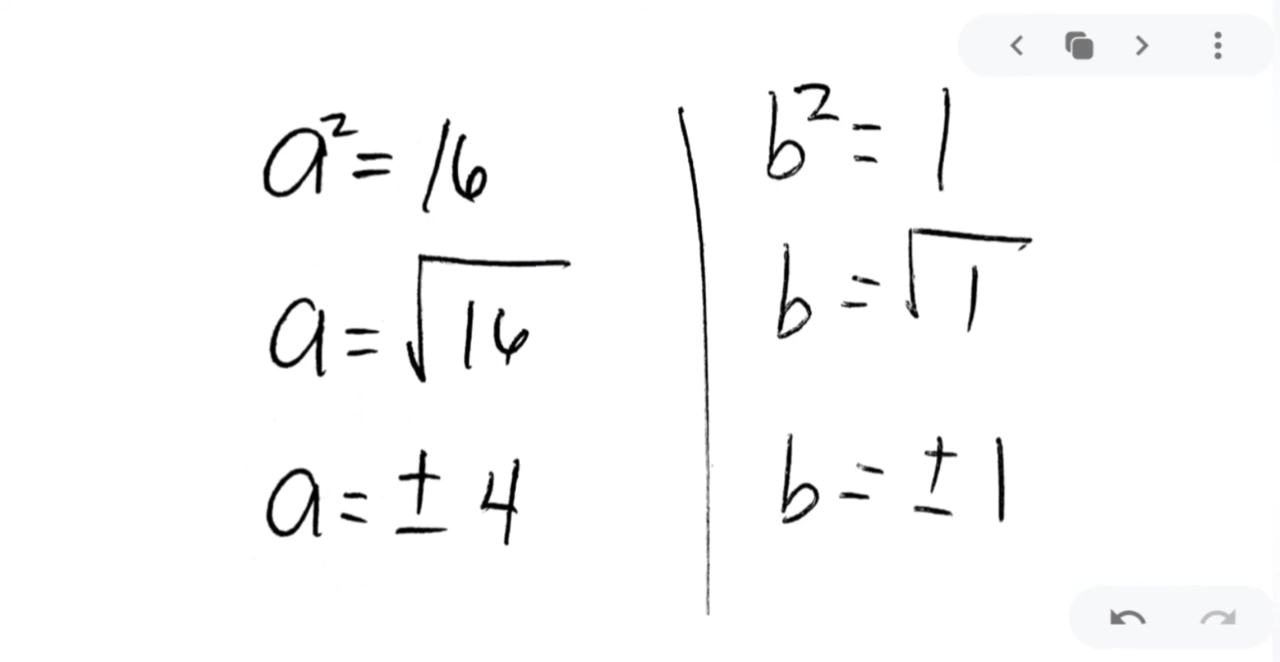 a² = 16
a = √16
a = ± 4
b² = 1
b = √1
b = ± 1